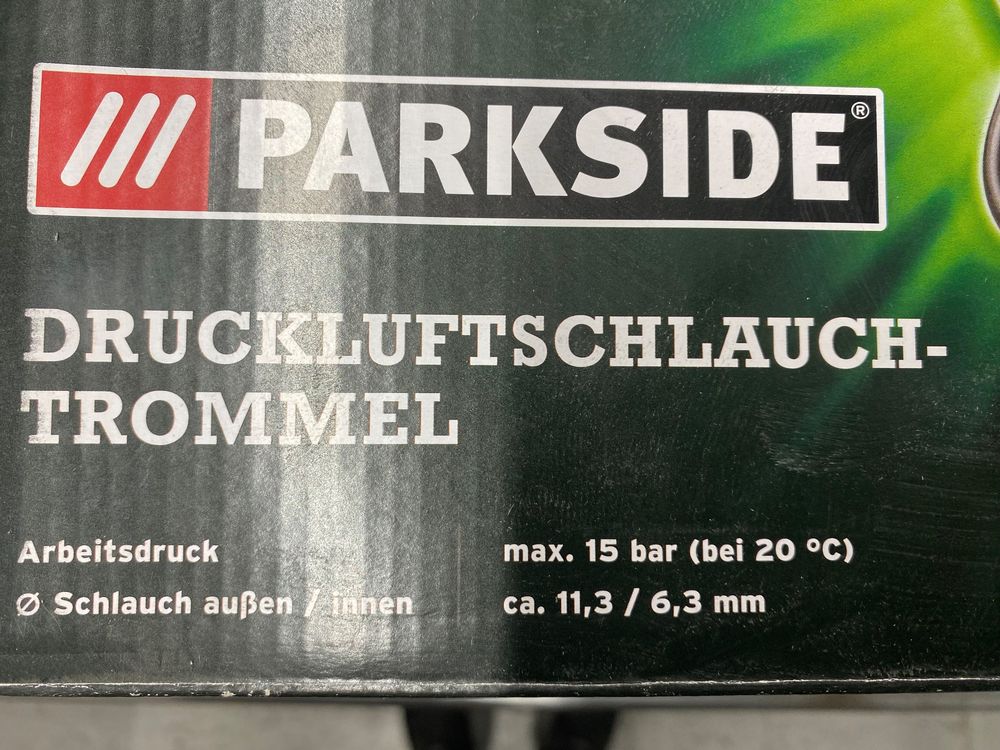 PARKSIDE®
DRUCKLUFTSCHLAUCH-
TROMMEL
Arbeitsdruck max. 15 bar (bei 20 °C)
Ø Schlauch außen / innen ca. 11,3 / 6,3 mm